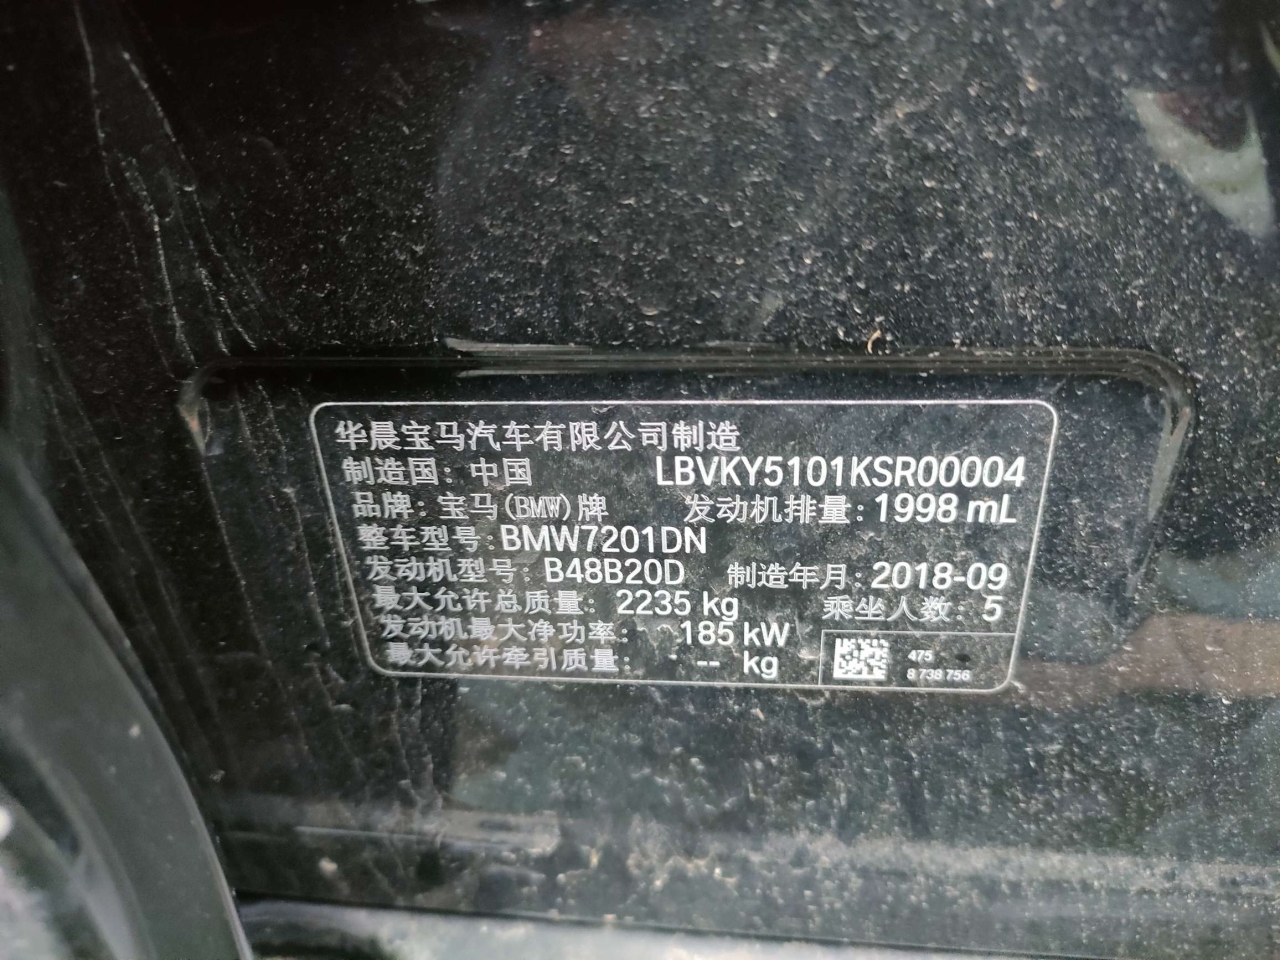 华晨宝马汽车有限公司制造
制造国: 中国 LBVKY5101KSR00004
品牌: 宝马(BMW)牌 发动机排量: 1998 mL
整车型号: BMW7201DN
发动机型号: B48B20D 制造年月: 2018-09
最大允许总质量: 2235 kg 乘坐人数: 5
发动机最大净功率: 185 kW
最大允许牵引质量: -- kg
475
8 738 756